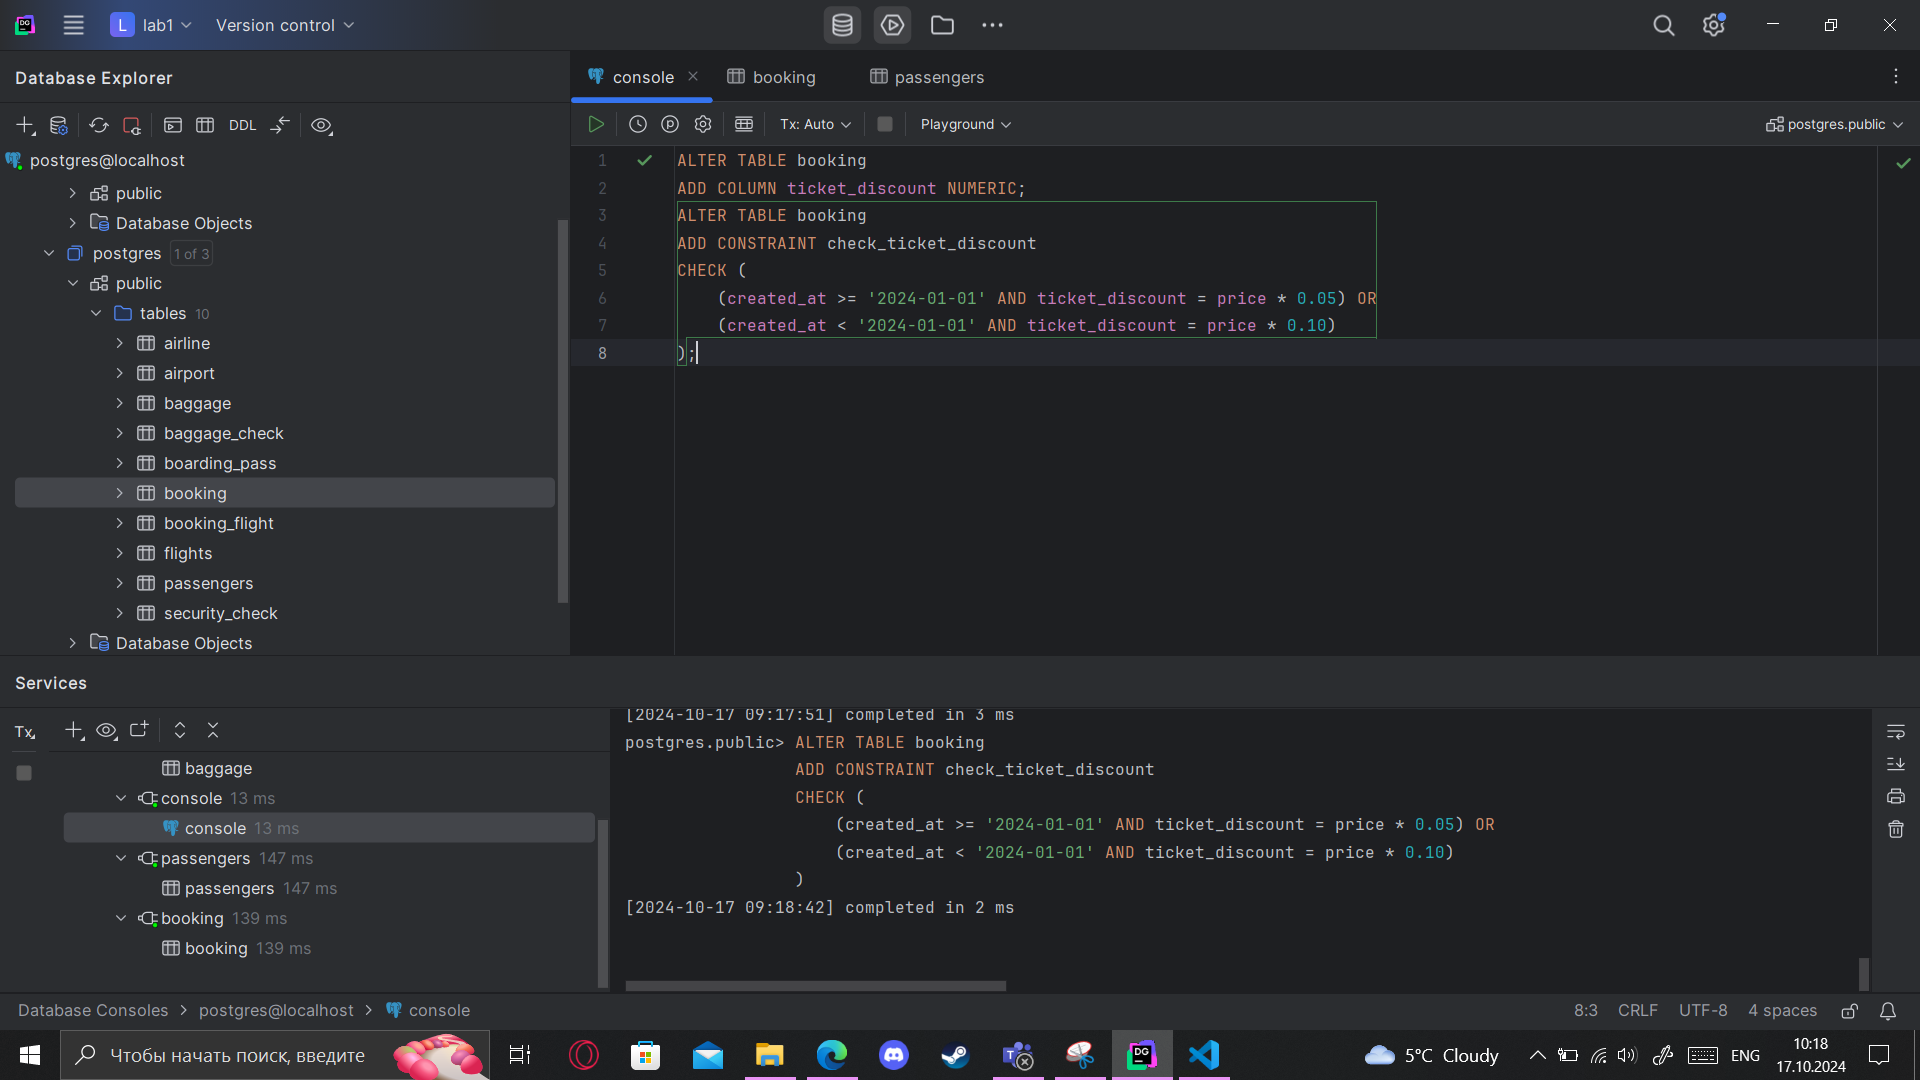 L lab1 Version control
Database Explorer
console booking passengers
DDL
Tx: Auto Playground postgres.public
postgres@localhost
public
Database Objects
postgres 1 of 3
public
tables 10
airline
airport
baggage
baggage_check
boarding_pass
booking
booking_flight
flights
passengers
security_check
Database Objects
1 ALTER TABLE booking
2 ADD COLUMN ticket_discount NUMERIC;
3 ALTER TABLE booking
4 ADD CONSTRAINT check_ticket_discount
5 CHECK (
6 (created_at >= '2024-01-01' AND ticket_discount = price * 0.05) OR
7 (created_at < '2024-01-01' AND ticket_discount = price * 0.10)
8 );
Services
Tx
baggage
console 13 ms
console 13 ms
passengers 147 ms
passengers 147 ms
booking 139 ms
booking 139 ms
[2024-10-17 09:17:51] completed in 3 ms
postgres.public> ALTER TABLE booking
ADD CONSTRAINT check_ticket_discount
CHECK (
(created_at >= '2024-01-01' AND ticket_discount = price * 0.05) OR
(created_at < '2024-01-01' AND ticket_discount = price * 0.10)
)
[2024-10-17 09:18:42] completed in 2 ms
Database Consoles > postgres@localhost > console
8:3 CRLF UTF-8 4 spaces
Чтобы начать поиск, введите
DG
5°C Cloudy
ENG
10:18
17.10.2024